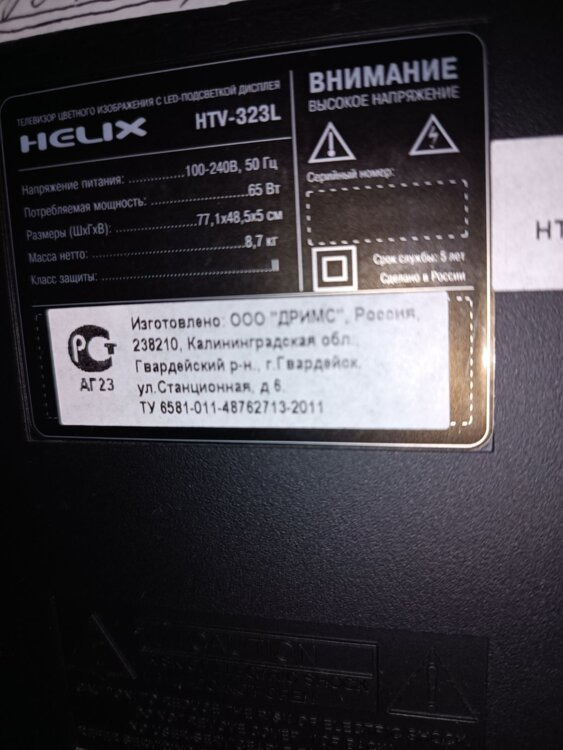 ТЕЛЕВИЗОР ЦВЕТНОГО ИЗОБРАЖЕНИЯ С LED-ПОДСВЕТКОЙ ДИСПЛЕЯ
HELIX HTV-323L
Напряжение питания: ..............100-240В, 50 Гц
Потребляемая мощность: ..........................65 Вт
Размеры (ШхГхВ): ....................77,1х48,5х5 см
Масса нетто: ........................................8,7 кг
Класс защиты: ........................................II
ВНИМАНИЕ
ВЫСОКОЕ НАПРЯЖЕНИЕ
Серийный номер:
Срок службы: 5 лет
Сделано в России
РСТ
АГ23
Изготовлено: ООО "ДРИМС", Россия,
238210, Калининградская обл.,
Гвардейский р-н., г.Гвардейск,
ул.Станционная, д 6.
ТУ 6581-011-48762713-2011
HT
CAUTION